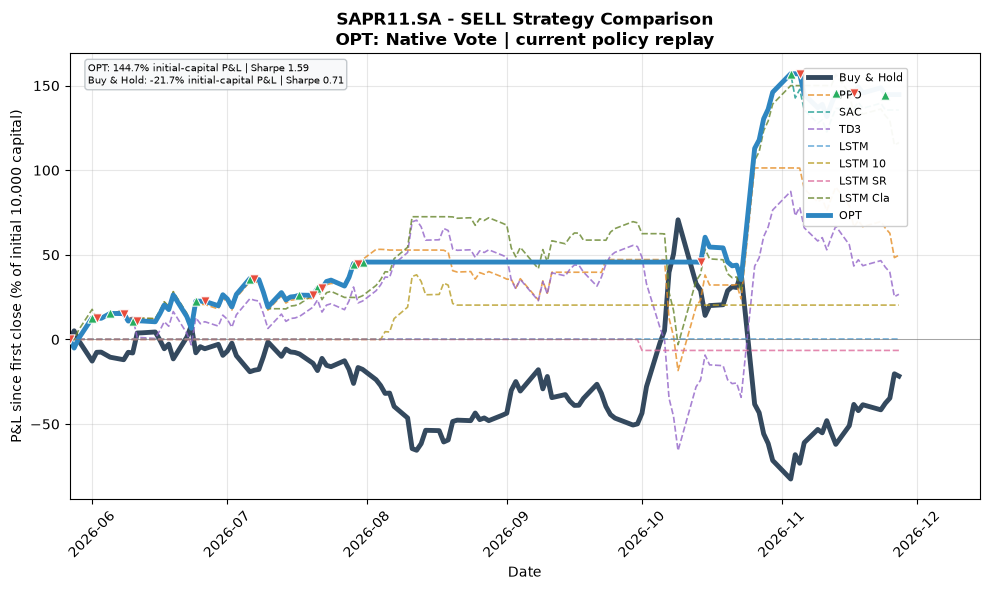 SAPR11.SA - SELL Strategy Comparison
OPT: Native Vote | current policy replay
OPT: 144.7% initial-capital P&L | Sharpe 1.59
Buy & Hold: -21.7% initial-capital P&L | Sharpe 0.71
Buy & Hold
PPO
SAC
TD3
LSTM
LSTM 10
LSTM SR
LSTM Cla
OPT
P&L since first close (% of initial 10,000 capital)
150
100
50
0
−50
2026-06
2026-07
2026-08
2026-09
2026-10
2026-11
2026-12
Date